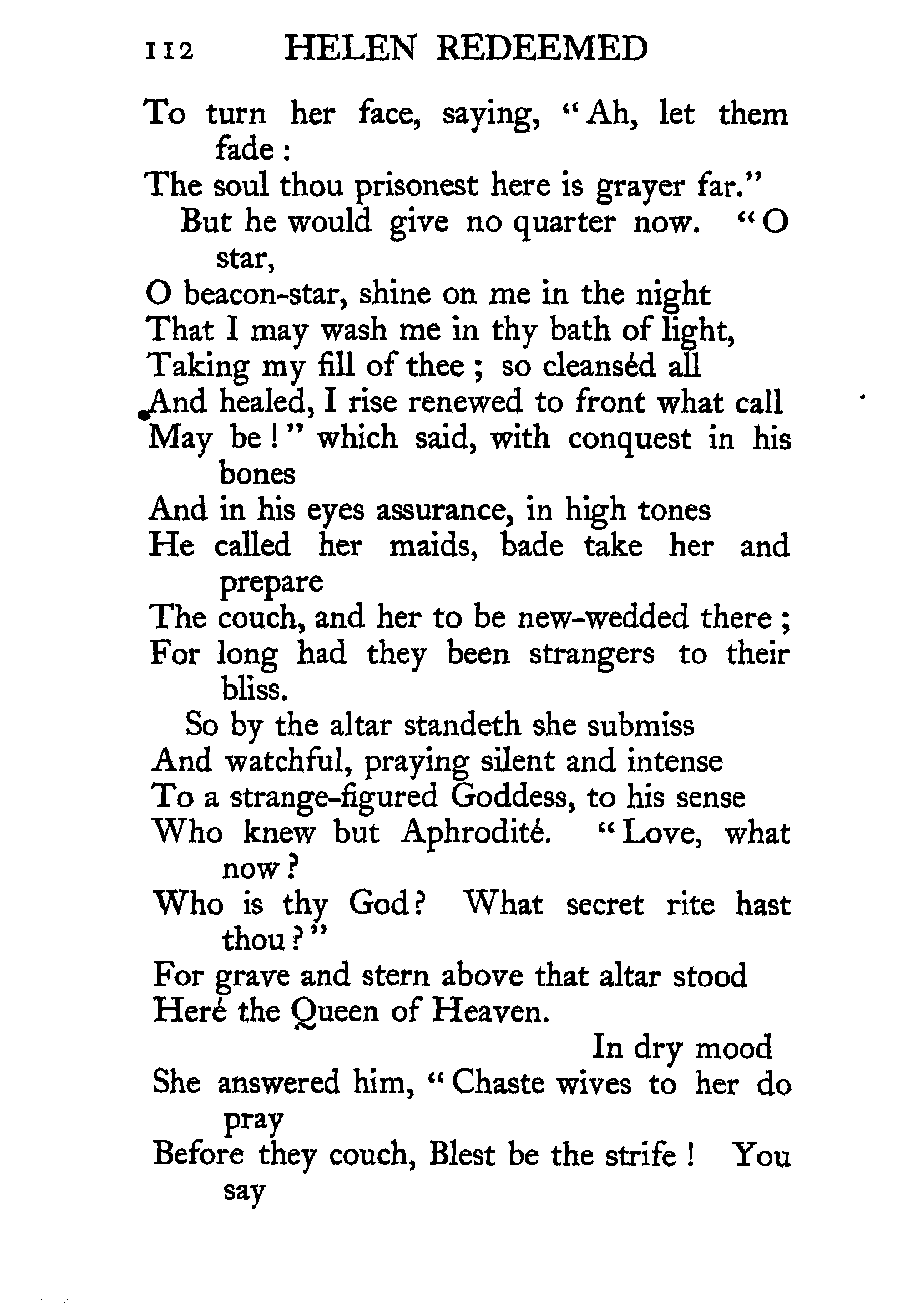 112 HELEN REDEEMED
To turn her face, saying, “Ah, let them
fade :
The soul thou prisonest here is grayer far.”
But he would give no quarter now. “O
star,
O beacon-star, shine on me in the night
That I may wash me in thy bath of light,
Taking my fill of thee ; so cleanséd all
And healed, I rise renewed to front what call
May be ! ” which said, with conquest in his
bones
And in his eyes assurance, in high tones
He called her maids, bade take her and
prepare
The couch, and her to be new-wedded there ;
For long had they been strangers to their
bliss.
So by the altar standeth she submiss
And watchful, praying silent and intense
To a strange-figured Goddess, to his sense
Who knew but Aphrodité. “Love, what
now ?
Who is thy God? What secret rite hast
thou ? ”
For grave and stern above that altar stood
Heré the Queen of Heaven.
In dry mood
She answered him, “Chaste wives to her do
pray
Before they couch, Blest be the strife ! You
say